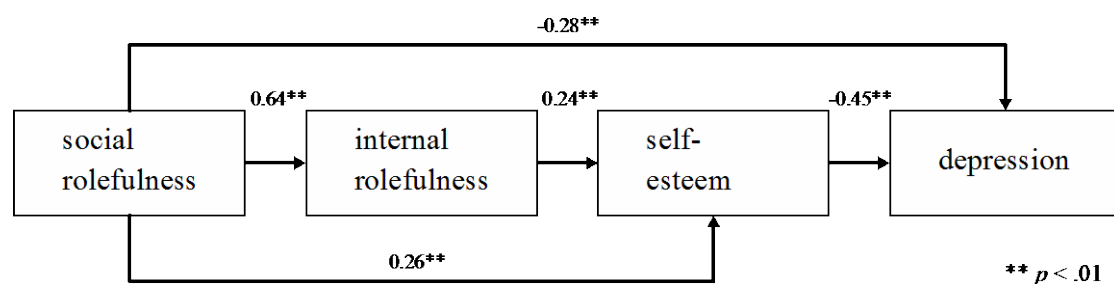 -0.28**
0.64**
0.24**
-0.45**
social
rolefulness
internal
rolefulness
self-
esteem
depression
0.26**
** p < .01